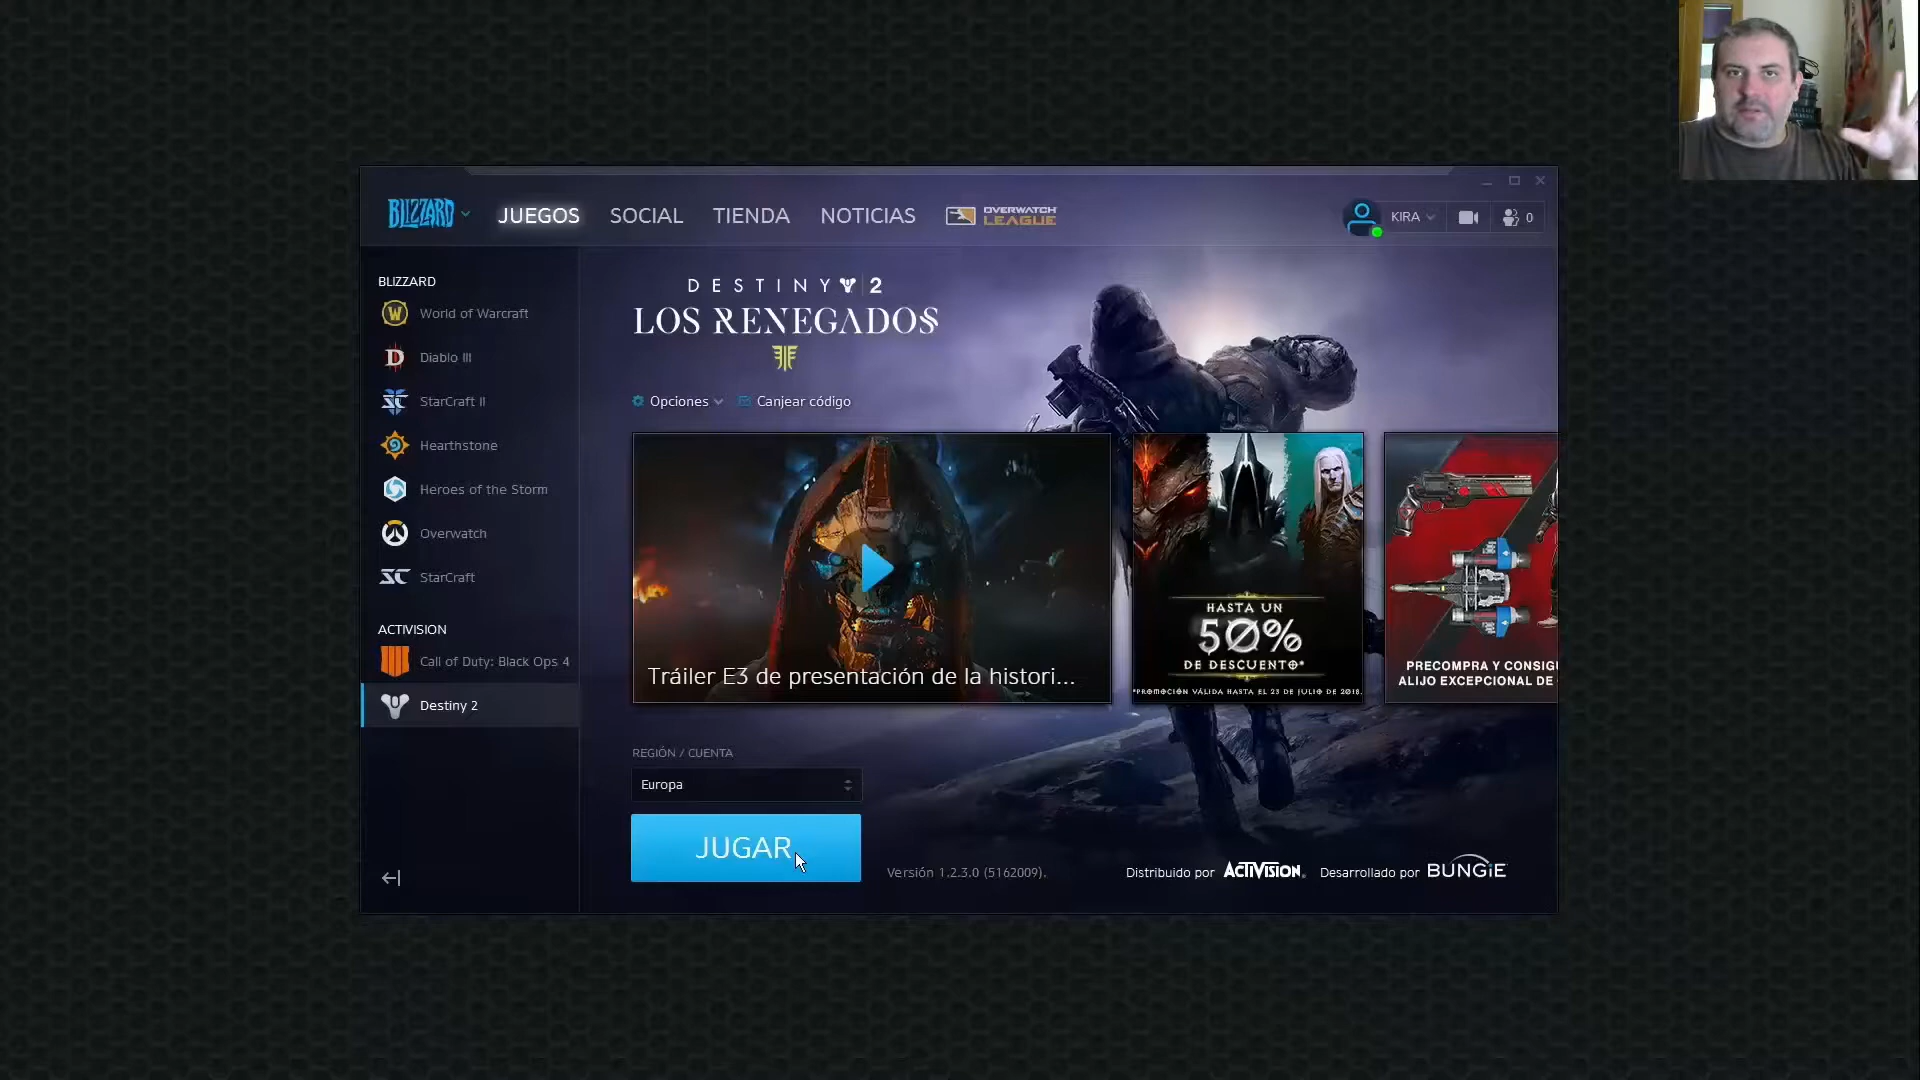 BLIZZARD
JUEGOS
SOCIAL
TIENDA
NOTICIAS
OVERWATCH
LEAGUE
KIRA
0
BLIZZARD
World of Warcraft
Diablo III
StarCraft II
Hearthstone
Heroes of the Storm
Overwatch
StarCraft
ACTIVISION
Call of Duty: Black Ops 4
Destiny 2
DESTINY 2
LOS RENEGADOS
Opciones
Canjear código
Tráiler E3 de presentación de la histori...
HASTA UN
50%
DE DESCUENTO*
*PROMOCIÓN VÁLIDA HASTA EL 23 DE JULIO DE 2018.
PRECOMPRA Y CONSIGU
ALIJO EXCEPCIONAL DE
REGIÓN / CUENTA
Europa
JUGAR
Versión 1.2.3.0 (5162009).
Distribuido por ACTIVISION.
Desarrollado por BUNGiE